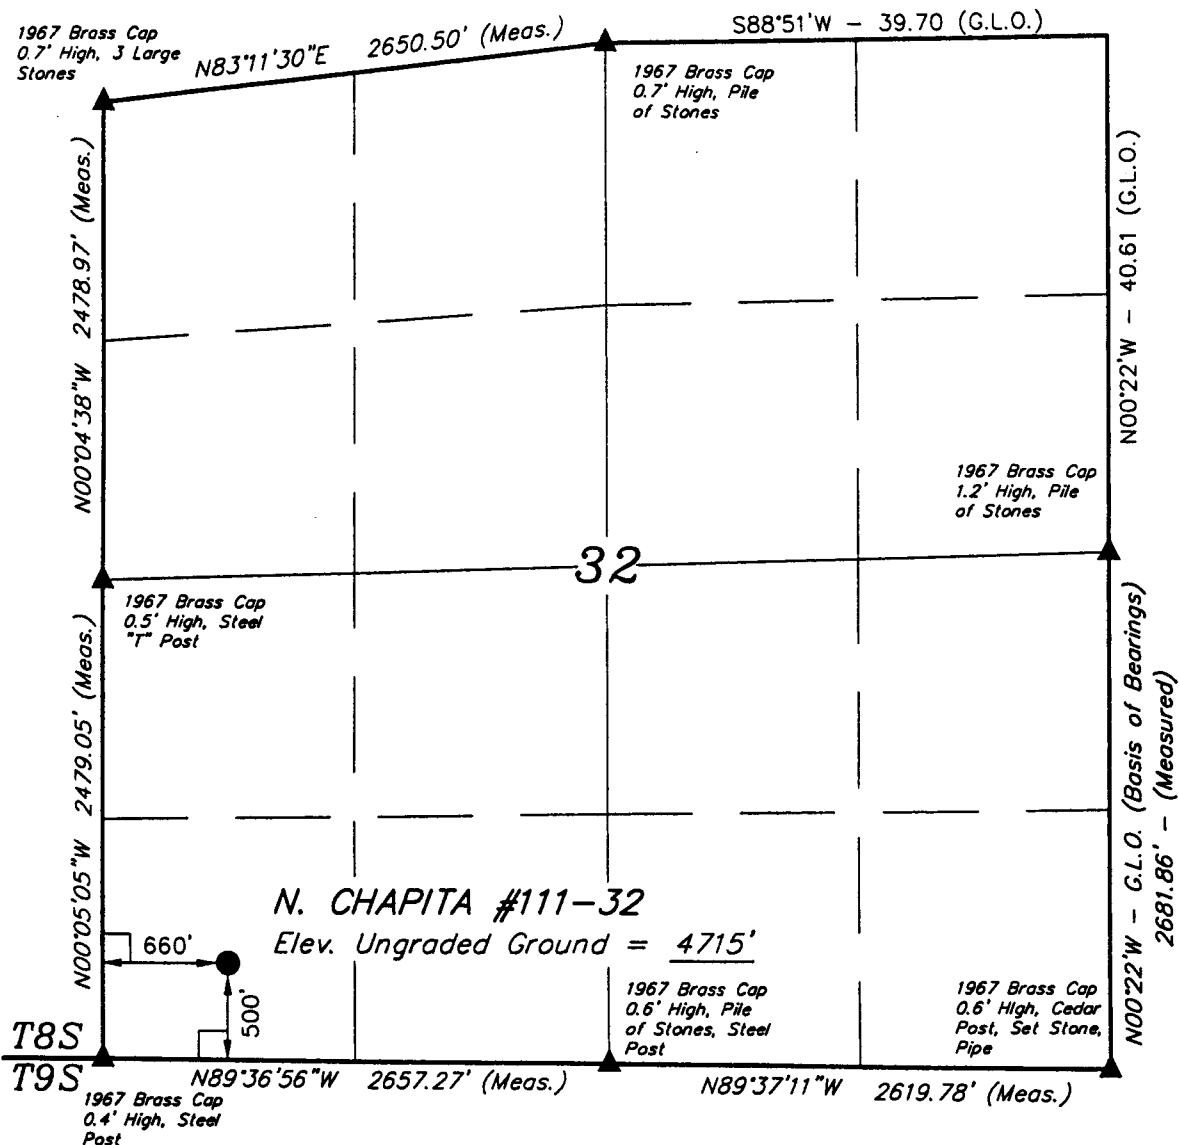 1967 Brass Cap
0.7' High, 3 Large
Stones
N83°11'30"E 2650.50' (Meas.)
S88°51'W - 39.70 (G.L.O.)
1967 Brass Cap
0.7' High, Pile
of Stones
N00°04'38"W 2478.97' (Meas.)
N00°22'W - 40.61 (G.L.O.)
1967 Brass Cap
1.2' High, Pile
of Stones
32
1967 Brass Cap
0.5' High, Steel
"T" Post
N00°05'05"W 2479.05' (Meas.)
N00°22'W - G.L.O. (Basis of Bearings)
2681.86' - (Measured)
N. CHAPITA #111-32
Elev. Ungraded Ground = 4715'
660'
500'
1967 Brass Cap
0.6' High, Pile
of Stones, Steel
Post
1967 Brass Cap
0.6' High, Cedar
Post, Set Stone,
Pipe
T8S
T9S
N89°36'56"W 2657.27' (Meas.)
N89°37'11"W 2619.78' (Meas.)
1967 Brass Cap
0.4' High, Steel
Post